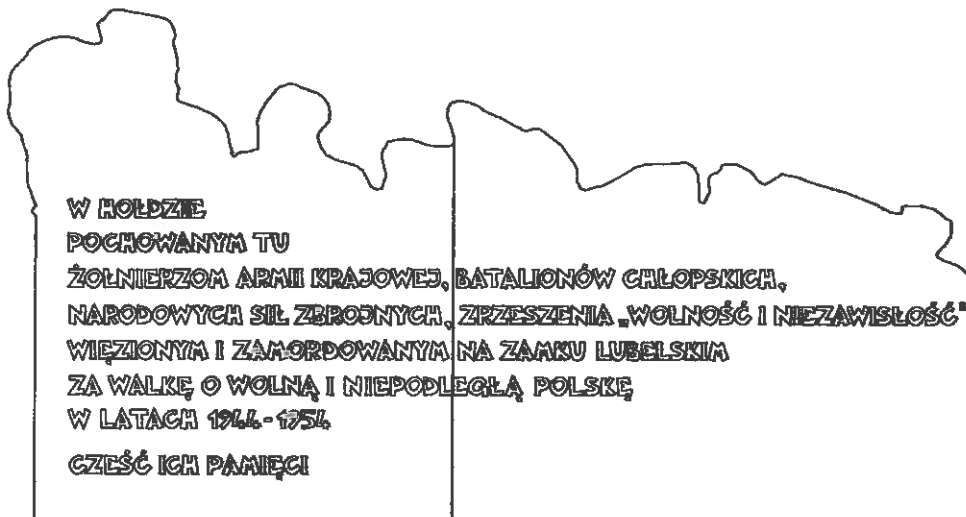 W HOŁDZIE
POCHOWANYM TU
ŻOŁNIERZOM ARMII KRAJOWEJ, BATALIONÓW CHŁOPSKICH,
NARODOWYCH SIŁ ZBROJNYCH, ZRZESZENIA „WOLNOŚĆ I NIEZAWISŁOŚĆ"
WIĘZIONYM I ZAMORDOWANYM NA ZAMKU LUBELSKIM
ZA WALKĘ O WOLNĄ I NIEPODLEGŁĄ POLSKĘ
W LATACH 1944-1954
CZEŚĆ ICH PAMIĘCI